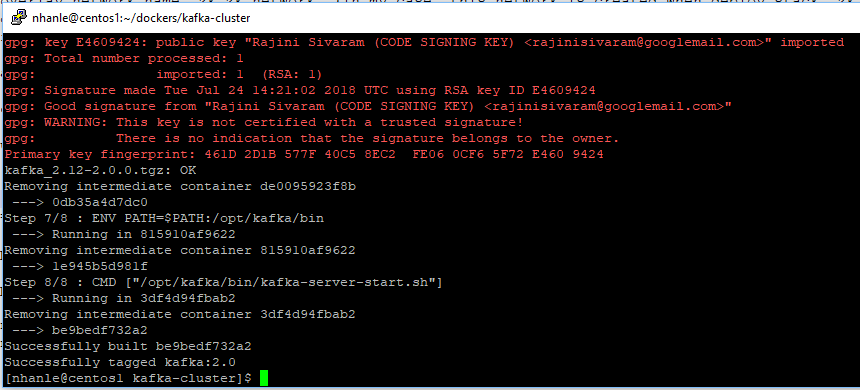 nhanle@centos1:~/dockers/kafka-cluster
gpg: key E4609424: public key "Rajini Sivaram (CODE SIGNING KEY) <rajinisivaram@googlemail.com>" imported
gpg: Total number processed: 1
gpg:               imported: 1  (RSA: 1)
gpg: Signature made Tue Jul 24 14:21:02 2018 UTC using RSA key ID E4609424
gpg: Good signature from "Rajini Sivaram (CODE SIGNING KEY) <rajinisivaram@googlemail.com>"
gpg: WARNING: This key is not certified with a trusted signature!
gpg:          There is no indication that the signature belongs to the owner.
Primary key fingerprint: 461D 2D1B 577F 40C5 8EC2  FE06 0CF6 5F72 E460 9424
kafka_2.12-2.0.0.tgz: OK
Removing intermediate container de0095923f8b
 ---> 0db35a4d7dc0
Step 7/8 : ENV PATH=$PATH:/opt/kafka/bin
 ---> Running in 815910af9622
Removing intermediate container 815910af9622
 ---> 1e945b5d981f
Step 8/8 : CMD ["/opt/kafka/bin/kafka-server-start.sh"]
 ---> Running in 3df4d94fbab2
Removing intermediate container 3df4d94fbab2
 ---> be9bedf732a2
Successfully built be9bedf732a2
Successfully tagged kafka:2.0
[nhanle@centos1 kafka-cluster]$